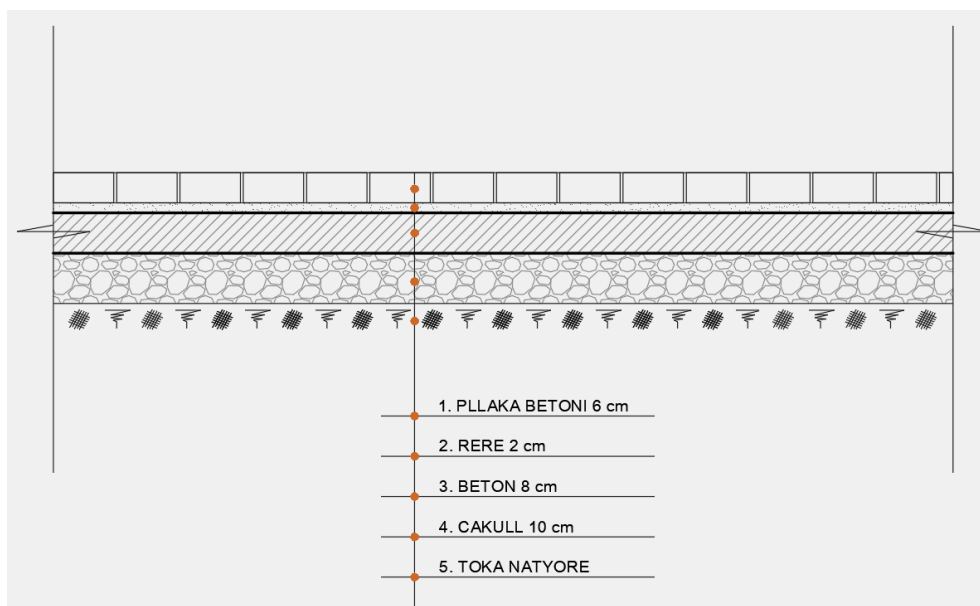 1. PLLAKA BETONI 6 cm
2. RERE 2 cm
3. BETON 8 cm
4. CAKULL 10 cm
5. TOKA NATYORE